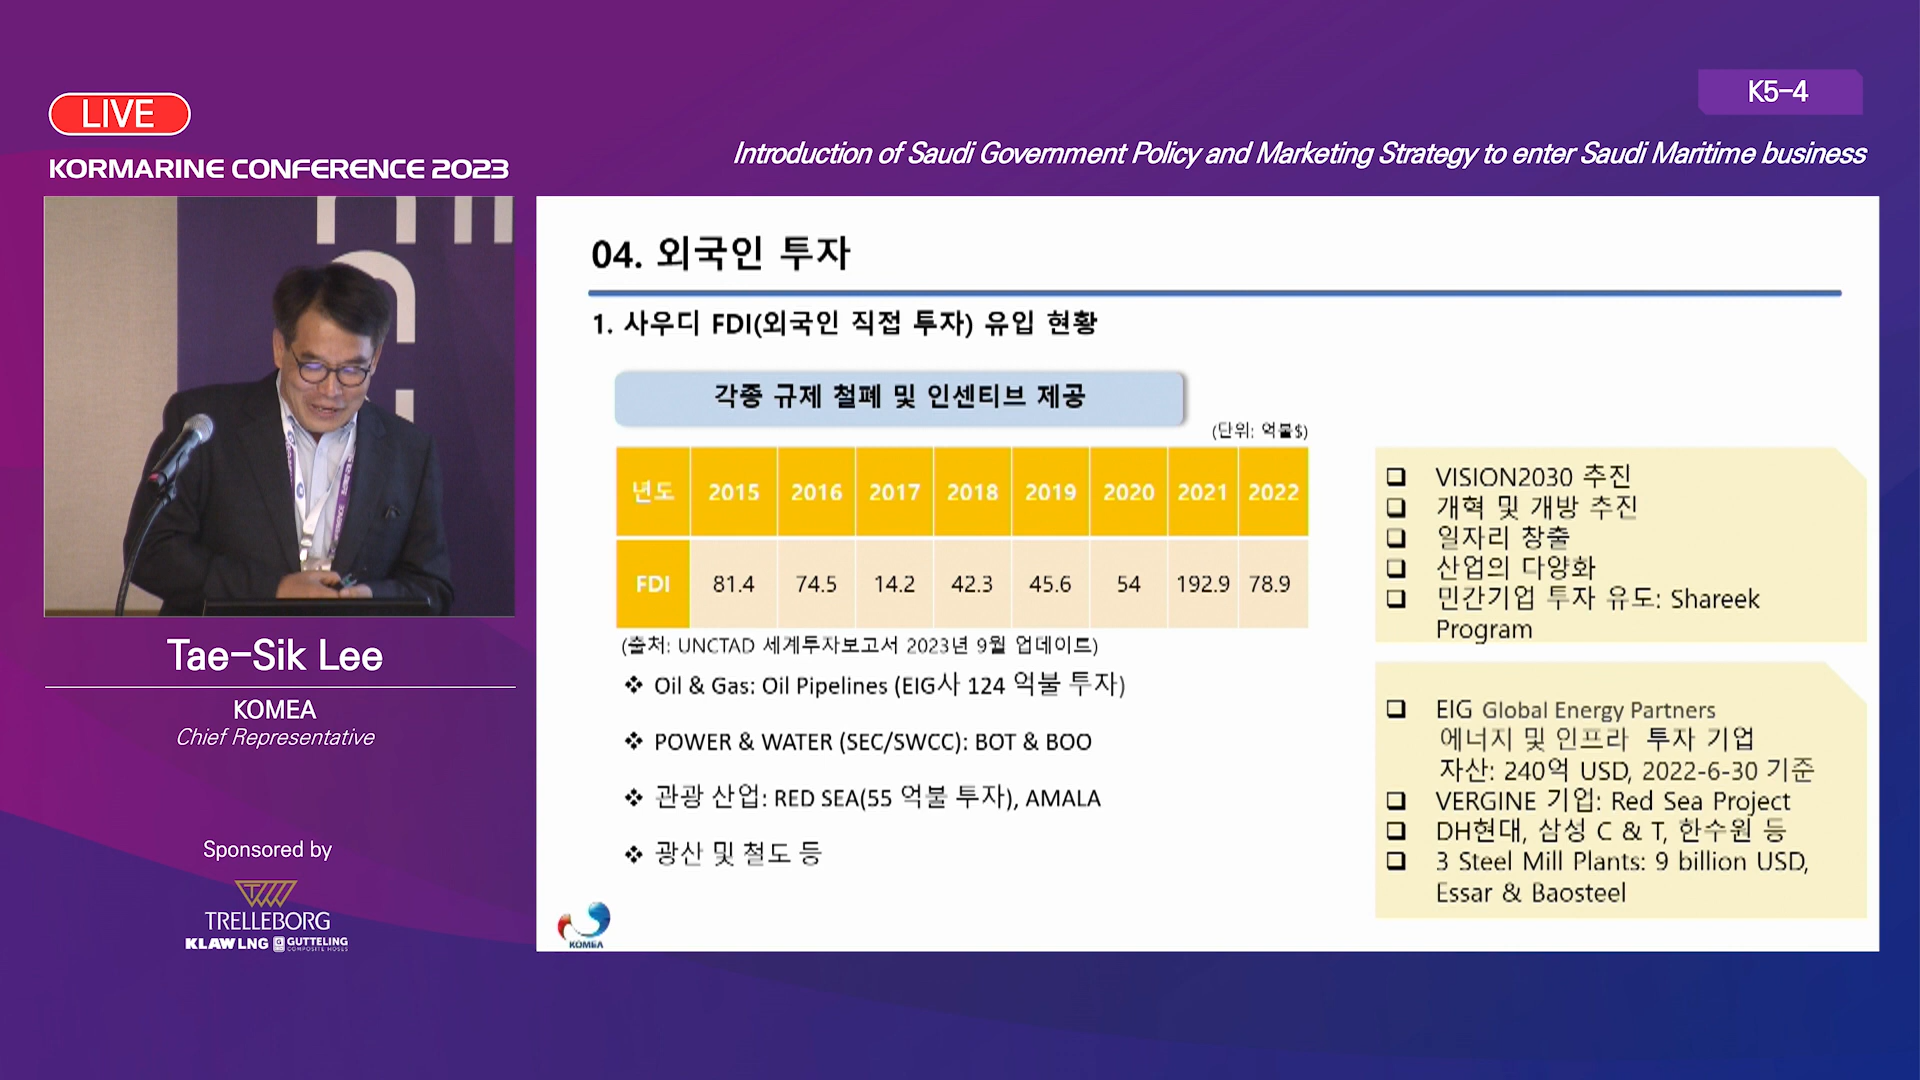 LIVE
K5-4
KORMARINE CONFERENCE 2023
Introduction of Saudi Government Policy and Marketing Strategy to enter Saudi Maritime business
04. 외국인 투자
1. 사우디 FDI(외국인 직접 투자) 유입 현황
각종 규제 철폐 및 인센티브 제공
(단위: 억불$)
년도 2015 2016 2017 2018 2019 2020 2021 2022
FDI 81.4 74.5 14.2 42.3 45.6 54 192.9 78.9
(출처: UNCTAD 세계투자보고서 2023년 9월 업데이트)
❖ Oil & Gas: Oil Pipelines (EIG사 124 억불 투자)
❖ POWER & WATER (SEC/SWCC): BOT & BOO
❖ 관광 산업: RED SEA(55 억불 투자), AMALA
❖ 광산 및 철도 등
❑ VISION2030 추진
❑ 개혁 및 개방 추진
❑ 일자리 창출
❑ 산업의 다양화
❑ 민간기업 투자 유도: Shareek
Program
❑ EIG Global Energy Partners
에너지 및 인프라 투자 기업
자산: 240억 USD, 2022-6-30 기준
❑ VERGINE 기업: Red Sea Project
❑ DH현대, 삼성 C & T, 한수원 등
❑ 3 Steel Mill Plants: 9 billion USD,
Essar & Baosteel
KOMEA
Tae-Sik Lee
KOMEA
Chief Representative
Sponsored by
TRELLEBORG
KLAW LNG GUTTELING
COMPOSITE HOSES